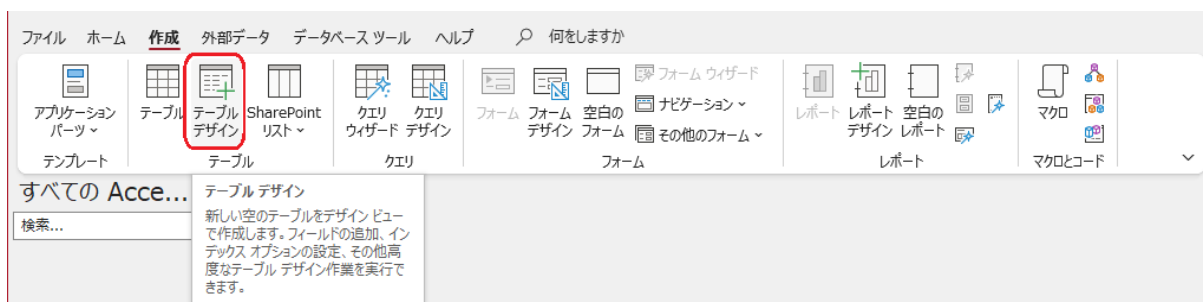 ファイル ホーム 作成 外部データ データベース ツール ヘルプ 何をしますか
アプリケーション
パーツ
テーブル
テーブル
デザイン
SharePoint
リスト
クエリ
ウィザード
クエリ
デザイン
フォーム
フォーム
デザイン
空白の
フォーム
フォーム ウィザード
ナビゲーション
その他のフォーム
レポート
レポート
デザイン
空白の
レポート
マクロ
テンプレート テーブル クエリ フォーム レポート マクロとコード
すべての Acce...
検索...
テーブル デザイン
新しい空のテーブルをデザイン ビュー
で作成します。フィールドの追加、イン
デックス オプションの設定、その他高
度なテーブル デザイン作業を実行で
きます。